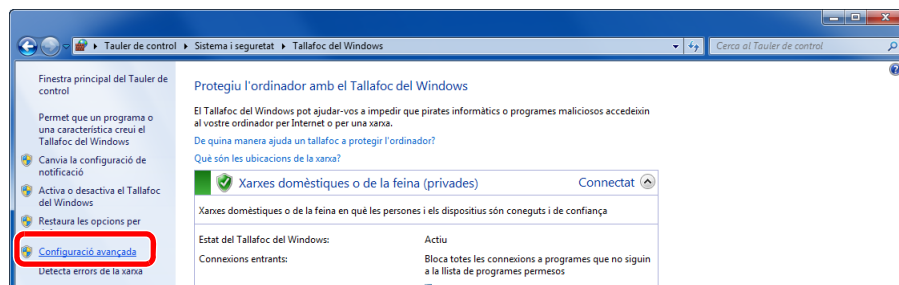 Tauler de control ▸ Sistema i seguretat ▸ Tallafoc del Windows
Cerca al Tauler de control
Finestra principal del Tauler de
control
Permet que un programa o
una característica creui el
Tallafoc del Windows
Canvia la configuració de
notificació
Activa o desactiva el Tallafoc
del Windows
Restaura les opcions per
Configuració avançada
Detecta errors de la xarxa
Protegiu l'ordinador amb el Tallafoc del Windows
El Tallafoc del Windows pot ajudar-vos a impedir que pirates informàtics o programes maliciosos accedeixin
al vostre ordinador per Internet o per una xarxa.
De quina manera ajuda un tallafoc a protegir l'ordinador?
Què són les ubicacions de la xarxa?
Xarxes domèstiques o de la feina (privades) Connectat
Xarxes domèstiques o de la feina en què les persones i els dispositius són coneguts i de confiança
Estat del Tallafoc del Windows: Actiu
Connexions entrants: Bloca totes les connexions a programes que no siguin
a la llista de programes permesos